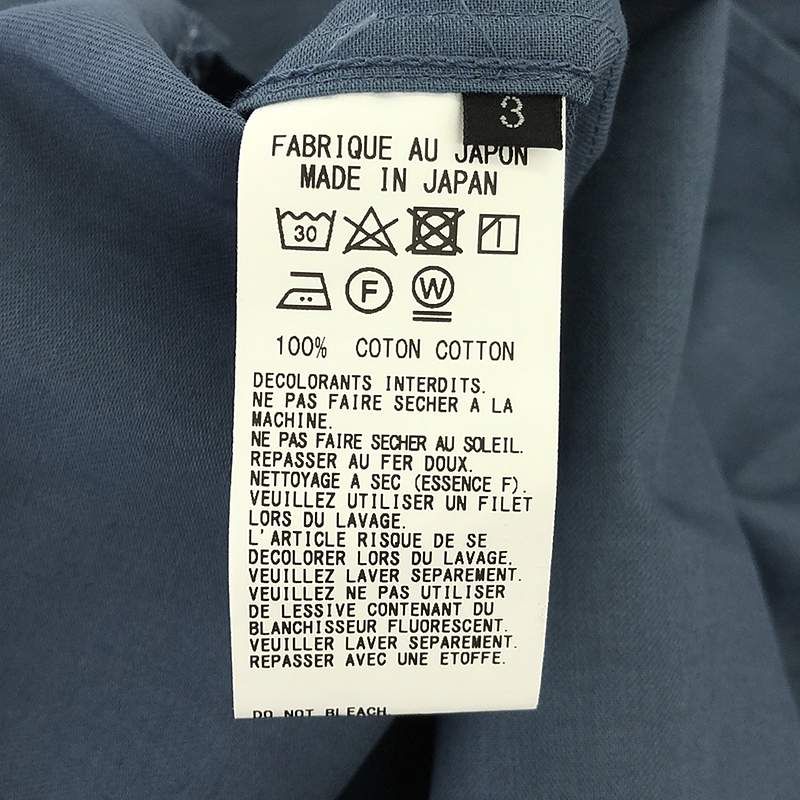 3
FABRIQUE AU JAPON
MADE IN JAPAN
30
F
W
100% COTON COTTON
DECOLORANTS INTERDITS.
NE PAS FAIRE SECHER A LA
MACHINE.
NE PAS FAIRE SECHER AU SOLEIL.
REPASSER AU FER DOUX.
NETTOYAGE A SEC (ESSENCE F).
VEUILLEZ UTILISER UN FILET
LORS DU LAVAGE.
L'ARTICLE RISQUE DE SE
DECOLORER LORS DU LAVAGE.
VEUILLEZ LAVER SEPAREMENT.
VEUILLEZ NE PAS UTILISER
DE LESSIVE CONTENANT DU
BLANCHISSEUR FLUORESCENT.
VEUILLER LAVER SEPAREMENT.
REPASSER AVEC UNE ETOFFE.
DO NOT BLEACH